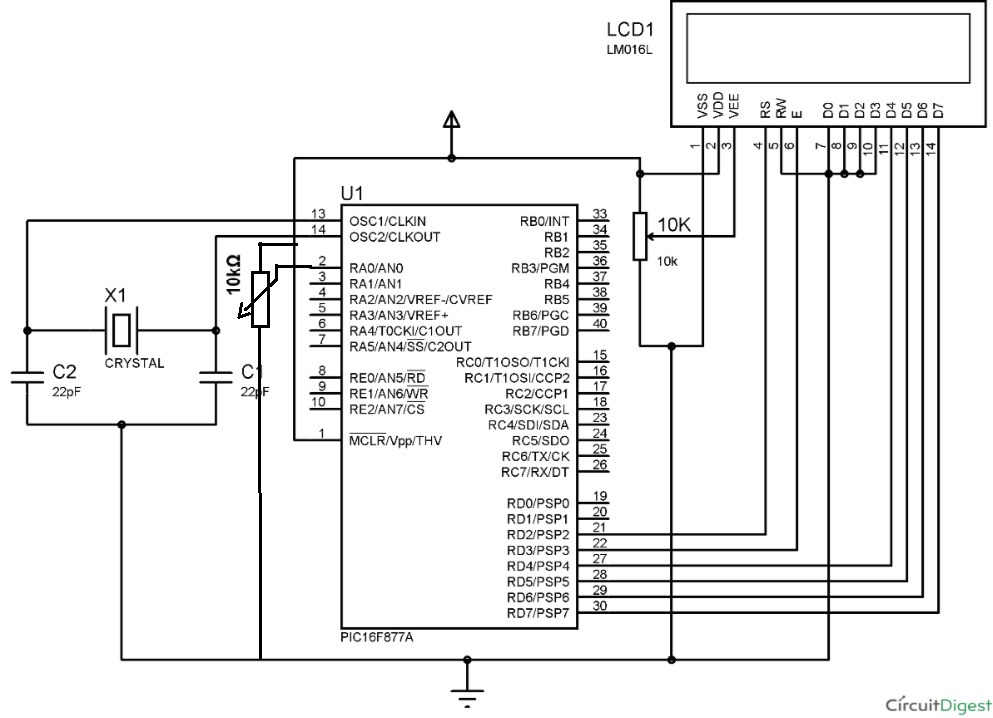 LCD1
LM016L
VSS
VDD
VEE
RS
RW
E
D0
D1
D2
D3
D4
D5
D6
D7
1
2
3
4
5
6
7
8
9
10
11
12
13
14
U1
13 OSC1/CLKIN
14 OSC2/CLKOUT
2 RA0/AN0
3 RA1/AN1
4 RA2/AN2/VREF-/CVREF
5 RA3/AN3/VREF+
6 RA4/T0CKI/C1OUT
7 RA5/AN4/SS/C2OUT
8 RE0/AN5/RD
9 RE1/AN6/WR
10 RE2/AN7/CS
1 MCLR/Vpp/THV
RB0/INT 33
RB1 34
RB2 35
RB3/PGM 36
RB4 37
RB5 38
RB6/PGC 39
RB7/PGD 40
RC0/T1OSO/T1CKI 15
RC1/T1OSI/CCP2 16
RC2/CCP1 17
RC3/SCK/SCL 18
RC4/SDI/SDA 23
RC5/SDO 24
RC6/TX/CK 25
RC7/RX/DT 26
RD0/PSP0 19
RD1/PSP1 20
RD2/PSP2 21
RD3/PSP3 22
RD4/PSP4 27
RD5/PSP5 28
RD6/PSP6 29
RD7/PSP7 30
PIC16F877A
10K
10k
10kΩ
X1
CRYSTAL
C2
22pF
C1
22pF
CircuitDigest